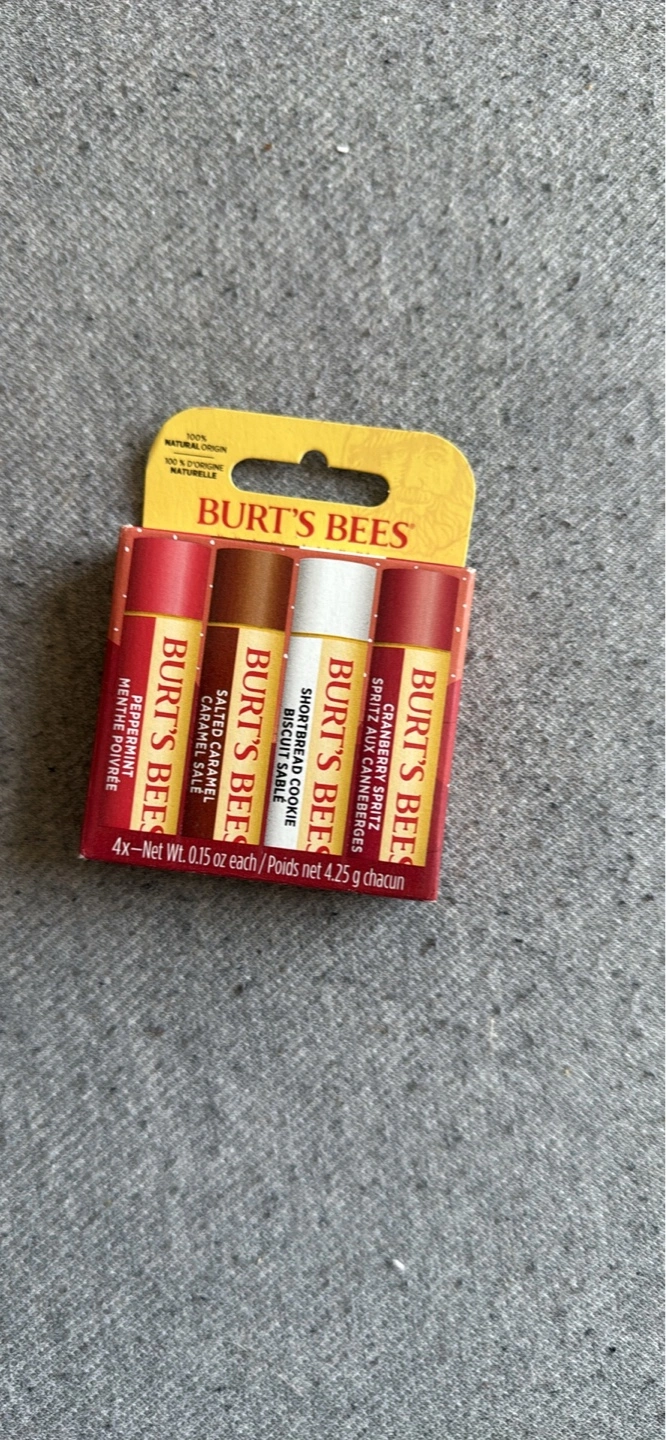 100%
NATURAL ORIGIN
100 % D'ORIGINE
NATURELLE
BURT'S BEES®
BURT'S BEES
PEPPERMINT
MENTHE POIVRÉE
BURT'S BEES
SALTED CARAMEL
CARAMEL SALÉ
BURT'S BEES
SHORTBREAD COOKIE
BISCUIT SABLÉ
BURT'S BEES
CRANBERRY SPRITZ
SPRITZ AUX CANNEBERGES
4x–Net Wt. 0.15 oz each / Poids net 4.25 g chacun